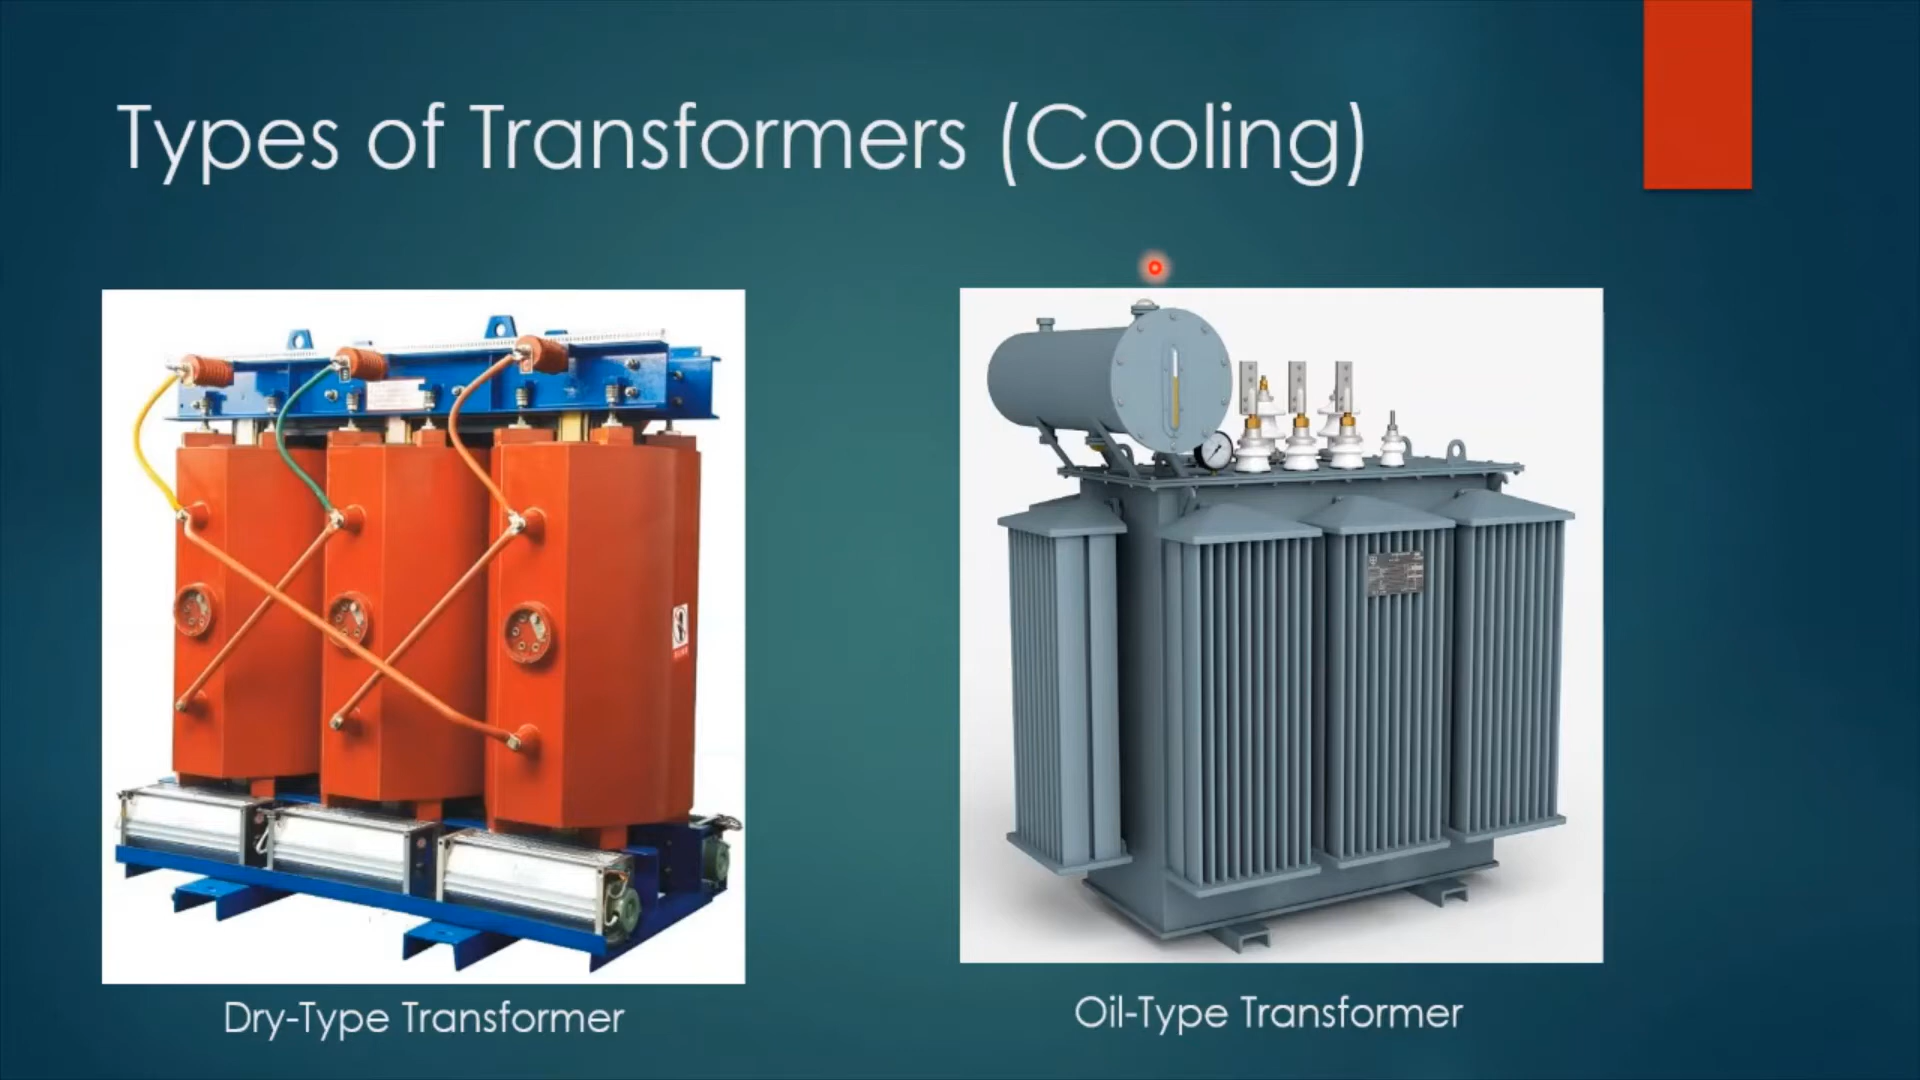 Types of Transformers (Cooling)
Dry-Type Transformer
Oil-Type Transformer